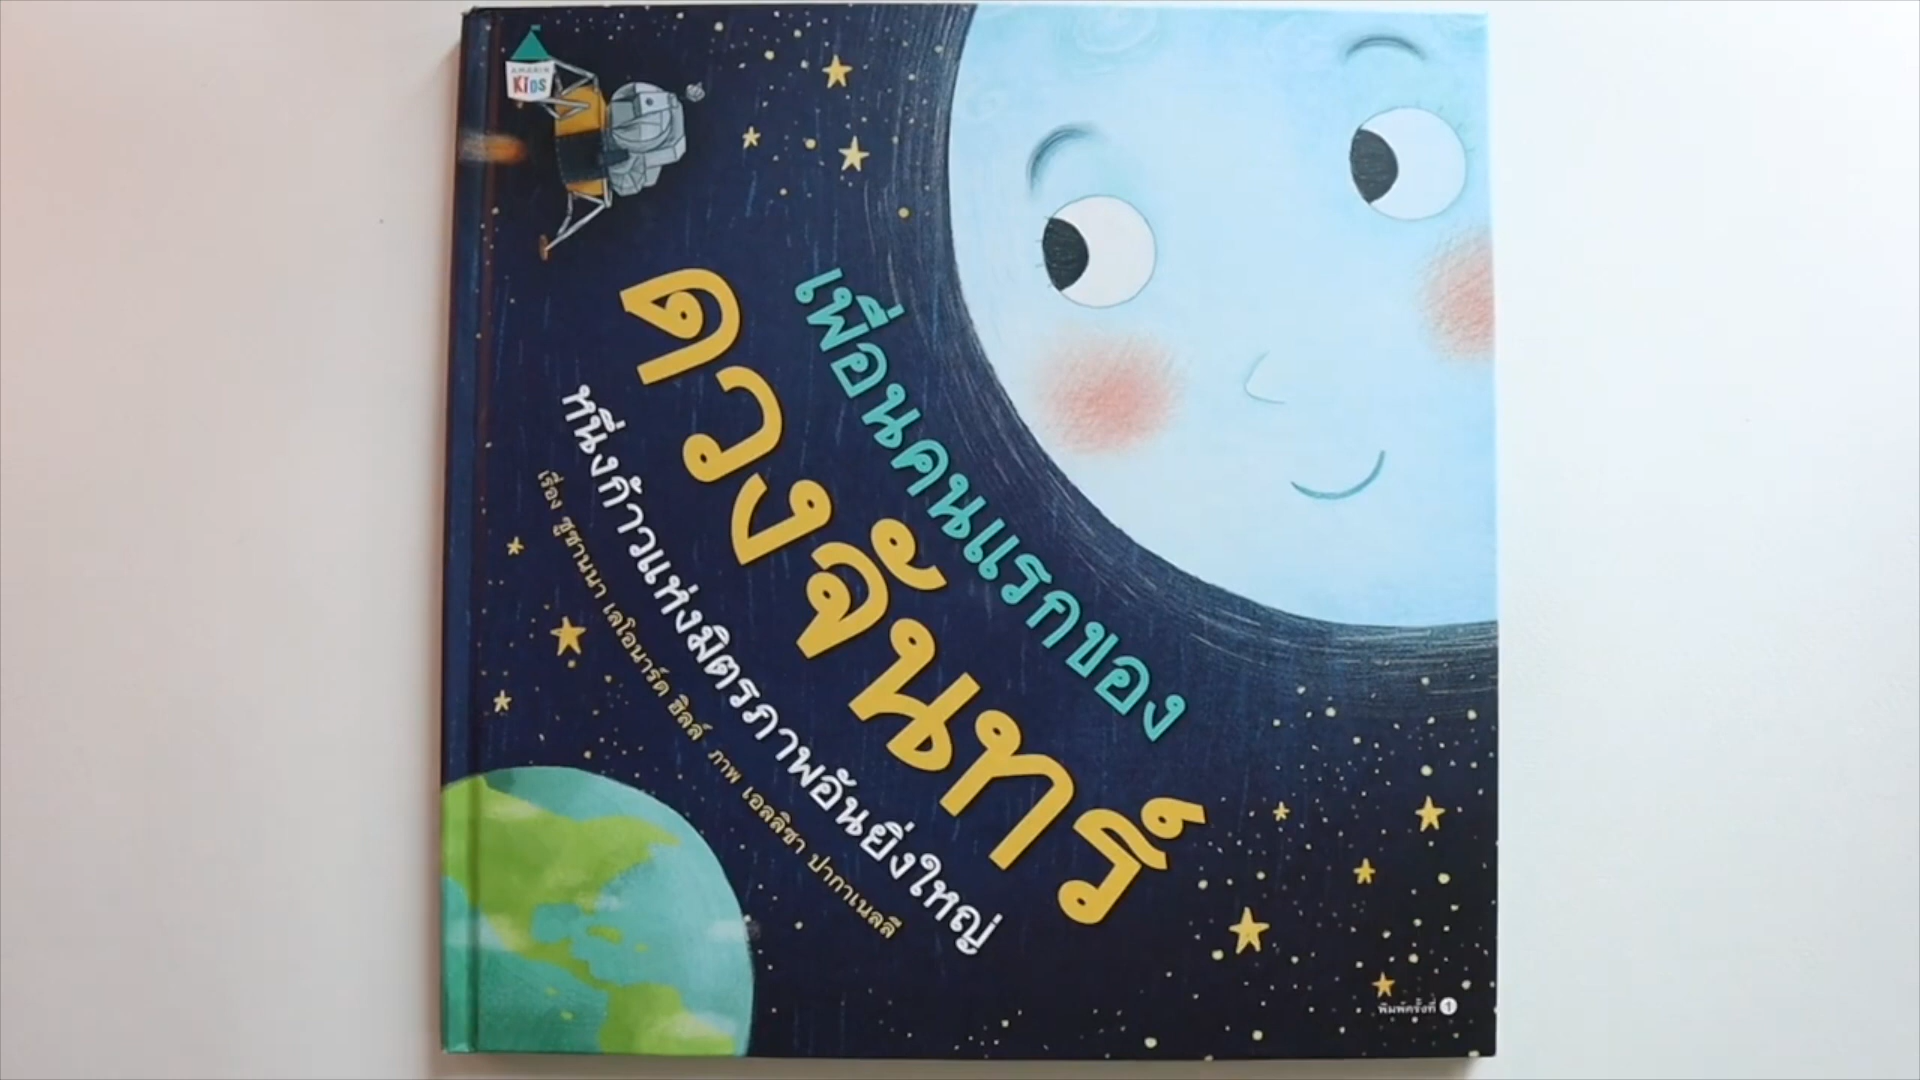 AMARIN
KIDS
เพื่อนคนแรกของ
ดวงจันทร์
หนึ่งก้าวแห่งมิตรภาพอันยิ่งใหญ่
เรื่อง ซูซานนา เลโอนาร์ด ฮิลล์ ภาพ เอลลิซา ปากาเนลลี
พิมพ์ครั้งที่ 1